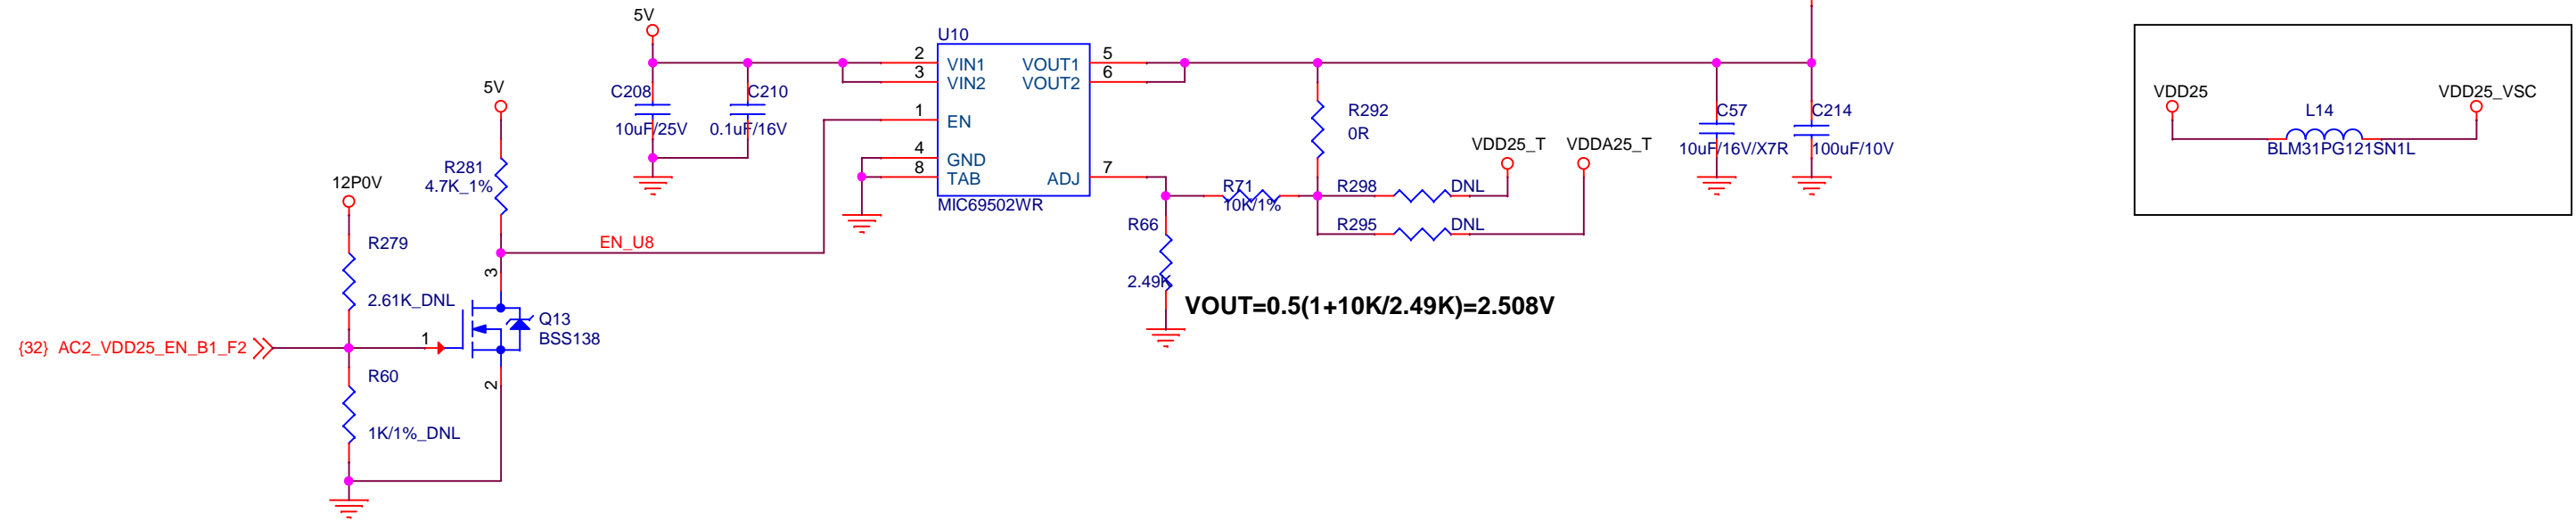 5V
U10
2
VIN1
VOUT1
5
3
VIN2
VOUT2
6
5V
C208
C210
10uF/25V
0.1uF/16V
1
EN
R292
0R
C57
C214
10uF/16V/X7R
100uF/10V
VDD25
VDD25_VSC
L14
BLM31PG121SN1L
4
GND
8
TAB
ADJ
7
MIC69502WR
R281
4.7K_1%
VDD25_T
VDDA25_T
12P0V
R71
10K/1%
R298
DNL
R295
DNL
R66
2.49K
R279
EN_U8
3
2.61K_DNL
VOUT=0.5(1+10K/2.49K)=2.508V
Q13
BSS138
{32} AC2_VDD25_EN_B1_F2
1
R60
2
1K/1%_DNL